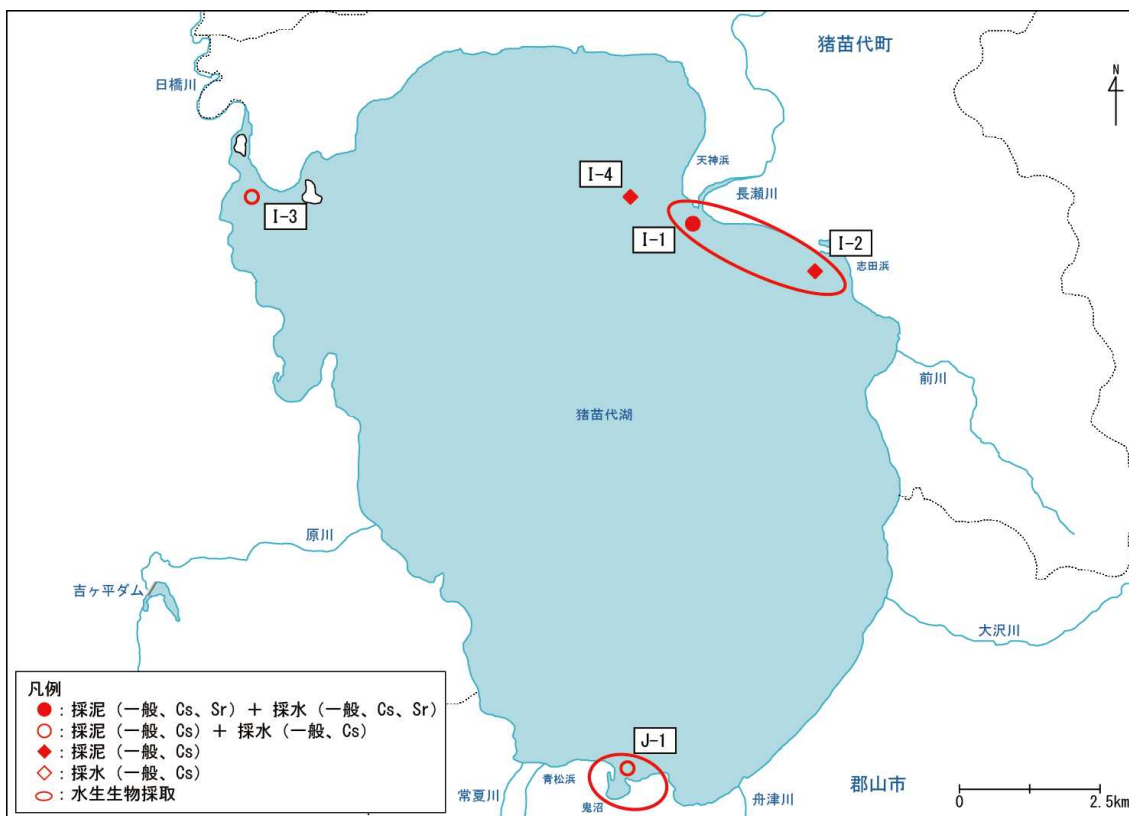 猪苗代町
日橋川
N
天神浜
I-4
長瀬川
I-3
I-1
I-2
志田浜
前川
猪苗代湖
原川
吉ヶ平ダム
大沢川
凡例
●：採泥（一般、Cs、Sr）＋ 採水（一般、Cs、Sr）
○：採泥（一般、Cs）＋ 採水（一般、Cs）
◆：採泥（一般、Cs）
◇：採水（一般、Cs）
○：水生生物採取
J-1
青松浜
常夏川
鬼沼
舟津川
郡山市
0 2.5km